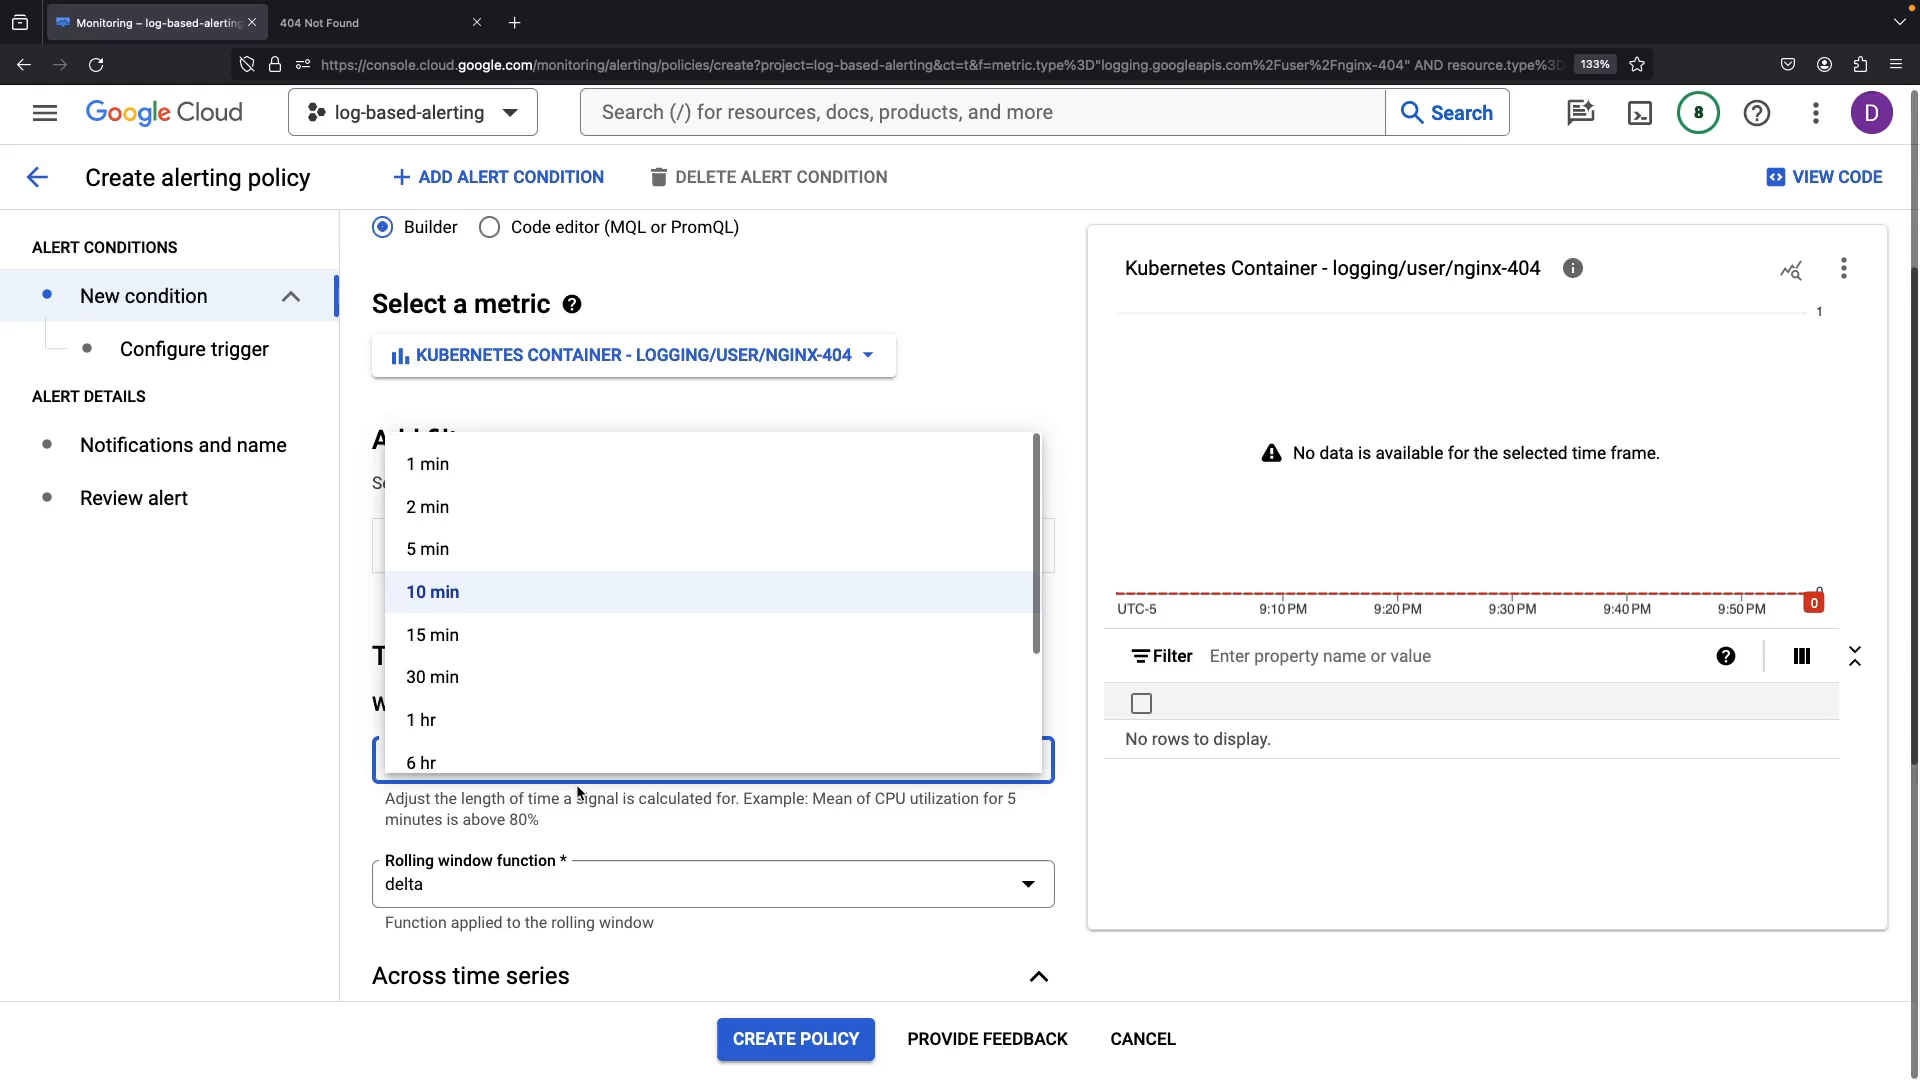 Monitoring – log-based-alerting
404 Not Found
https://console.cloud.google.com/monitoring/alerting/policies/create?project=log-based-alerting&ct=t&f=metric.type%3D"logging.googleapis.com%2Fuser%2Fnginx-404" AND resource.type%3D
133%
Google Cloud
log-based-alerting
Search (/) for resources, docs, products, and more
Search
8
D
Create alerting policy
ADD ALERT CONDITION
DELETE ALERT CONDITION
VIEW CODE
ALERT CONDITIONS
New condition
Configure trigger
ALERT DETAILS
Notifications and name
Review alert
Builder
Code editor (MQL or PromQL)
Select a metric
KUBERNETES CONTAINER - LOGGING/USER/NGINX-404
1 min
2 min
5 min
10 min
15 min
30 min
1 hr
6 hr
Adjust the length of time a signal is calculated for. Example: Mean of CPU utilization for 5
minutes is above 80%
Rolling window function *
delta
Function applied to the rolling window
Across time series
Kubernetes Container - logging/user/nginx-404
1
No data is available for the selected time frame.
0
UTC-5
9:10 PM
9:20 PM
9:30 PM
9:40 PM
9:50 PM
0
Filter
Enter property name or value
No rows to display.
CREATE POLICY
PROVIDE FEEDBACK
CANCEL